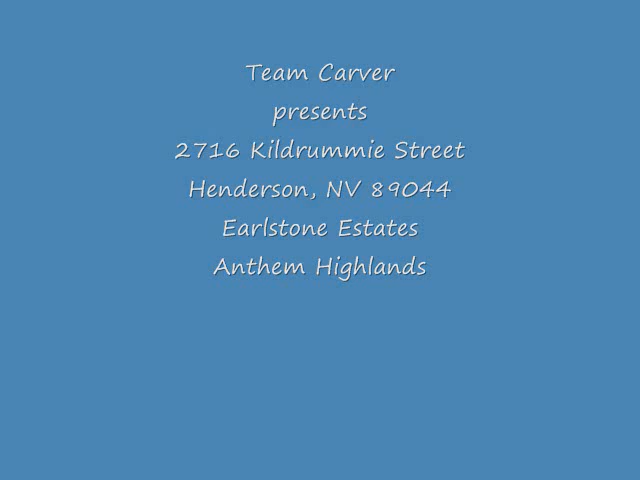 Team Carver
presents
2716 Kildrummie Street
Henderson, NV 89044
Earlstone Estates
Anthem Highlands